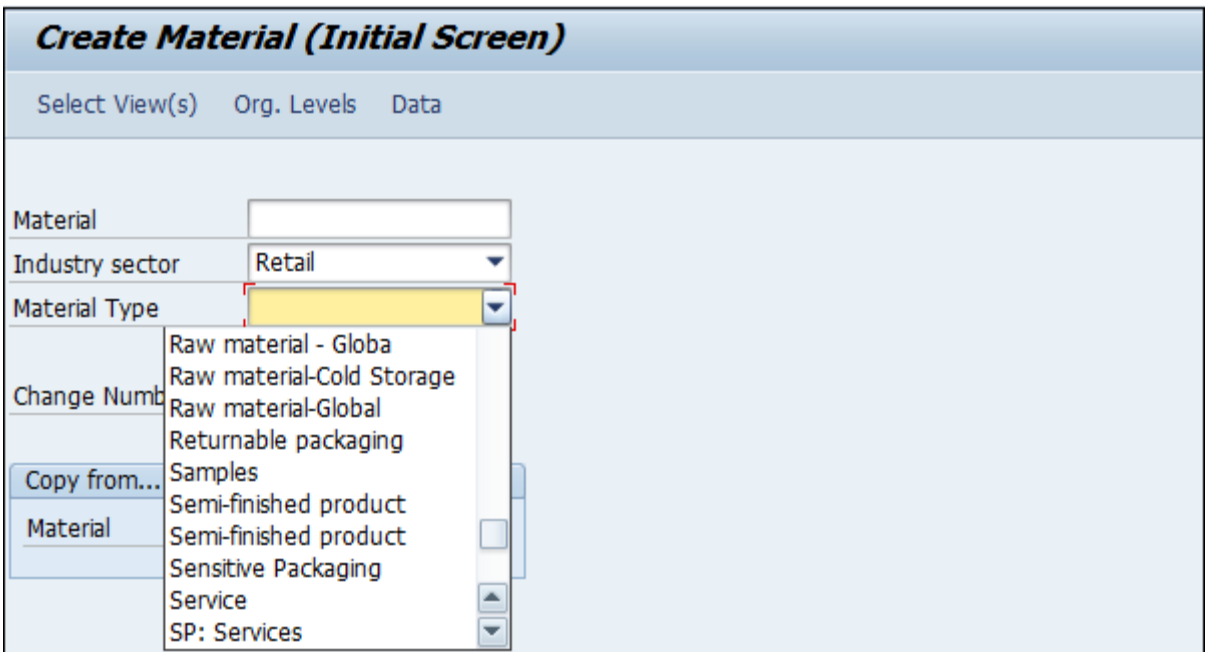 Create Material (Initial Screen)
Select View(s) Org. Levels Data
Material
Industry sector Retail
Material Type
Raw material - Globa
Raw material-Cold Storage
Change Numb
Raw material-Global
Returnable packaging
Copy from...
Samples
Semi-finished product
Material
Semi-finished product
Sensitive Packaging
Service
SP: Services